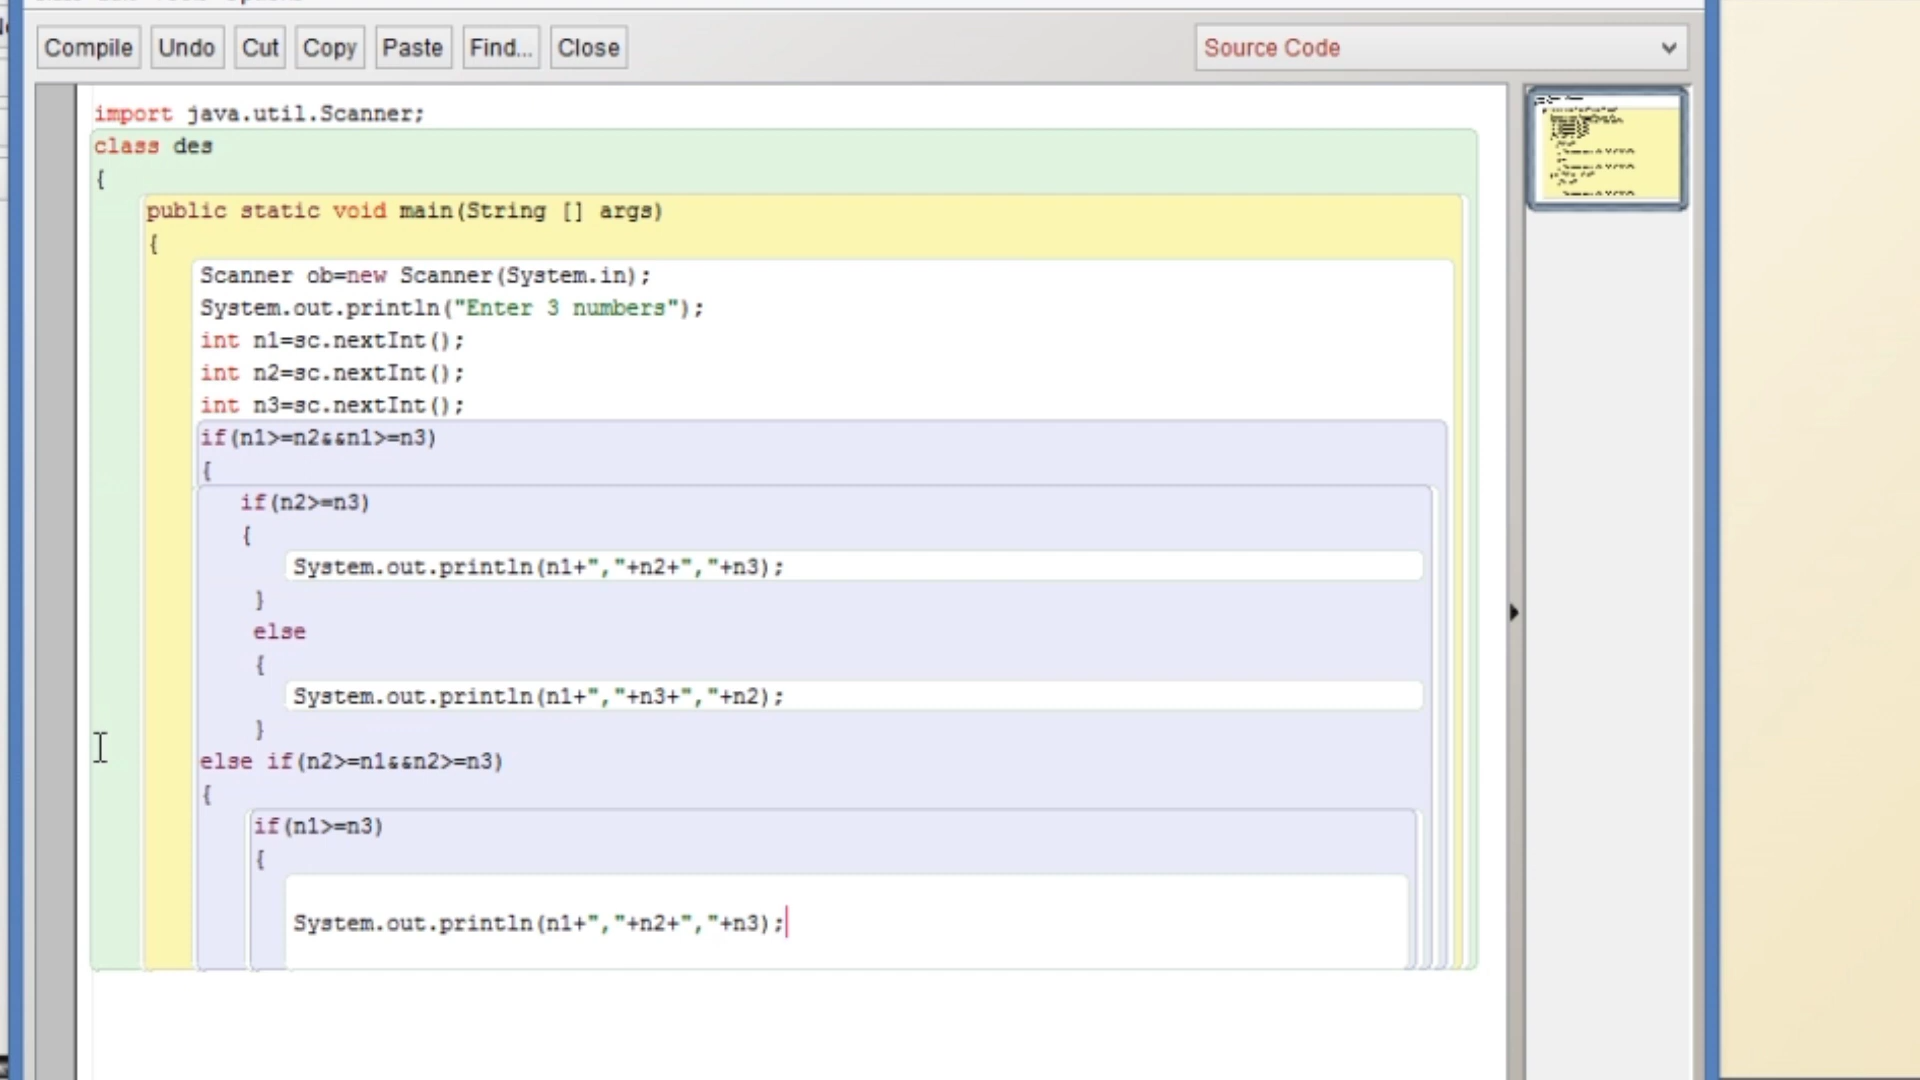 Compile Undo Cut Copy Paste Find... Close Source Code
import java.util.Scanner;
class des
{
public static void main(String [] args)
{
Scanner ob=new Scanner(System.in);
System.out.println("Enter 3 numbers");
int n1=sc.nextInt();
int n2=sc.nextInt();
int n3=sc.nextInt();
if(n1>=n2&&n1>=n3)
{
if(n2>=n3)
{
System.out.println(n1+","+n2+","+n3);
}
else
{
System.out.println(n1+","+n3+","+n2);
}
else if(n2>=n1&&n2>=n3)
{
if(n1>=n3)
{
System.out.println(n1+","+n2+","+n3);